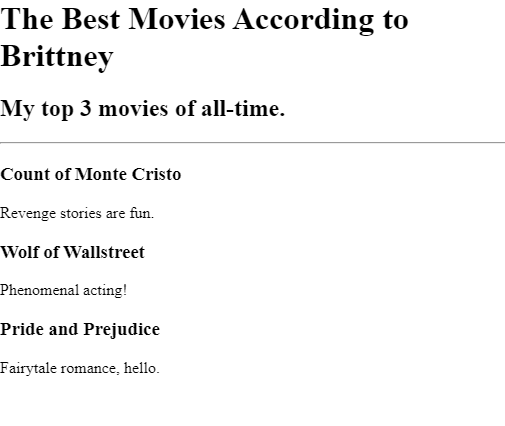 The Best Movies According to
Brittney
My top 3 movies of all-time.
Count of Monte Cristo
Revenge stories are fun.
Wolf of Wallstreet
Phenomenal acting!
Pride and Prejudice
Fairytale romance, hello.